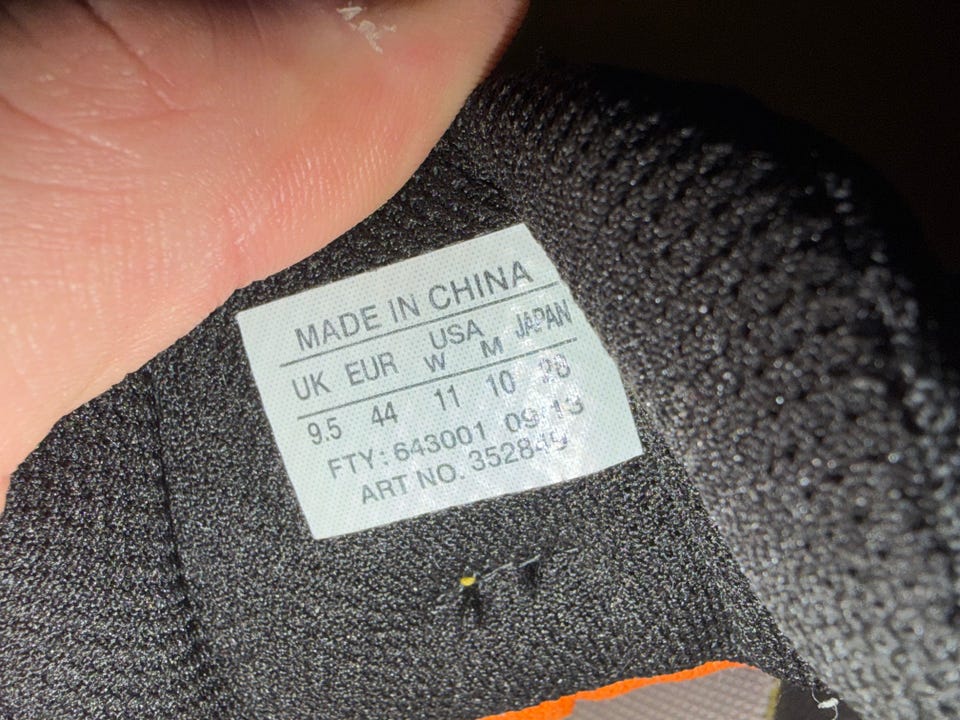 MADE IN CHINA
UK EUR USA JAPAN
W M
9.5 44 11 10 28
FTY: 643001 09 13
ART NO.